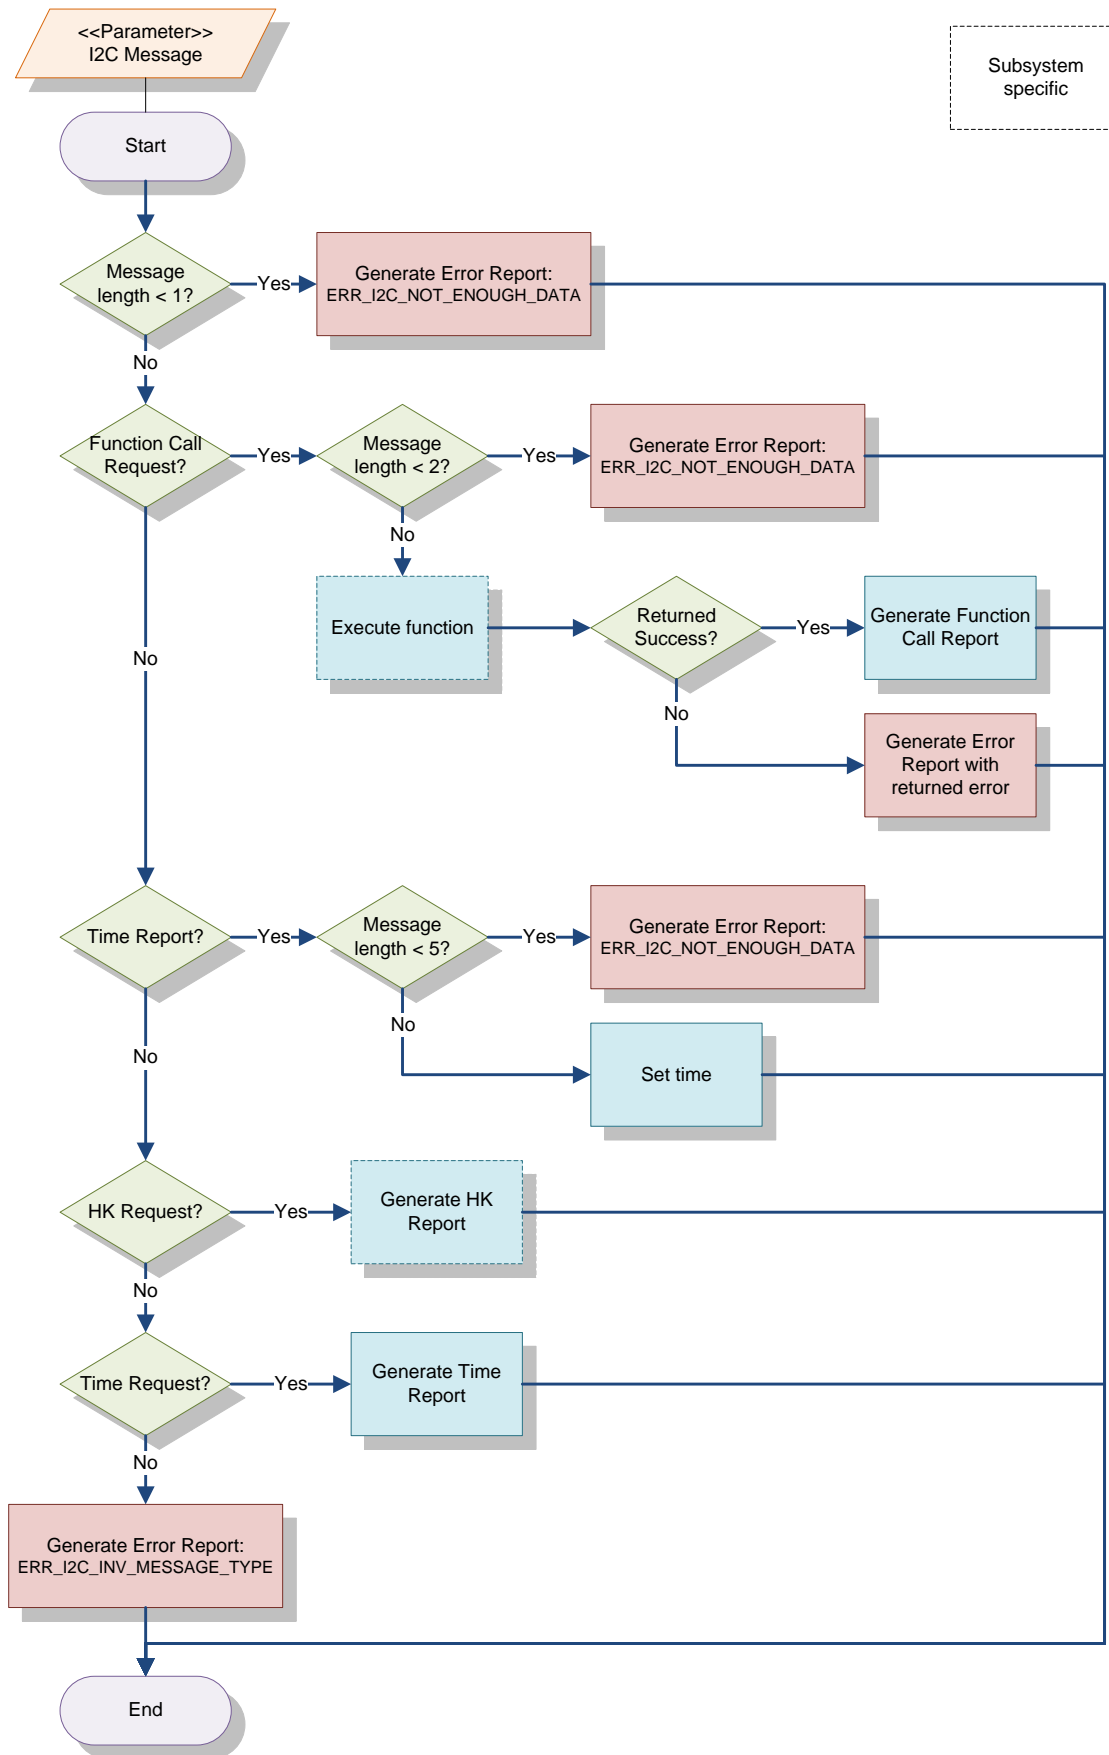 <<Parameter>>
I2C Message
Subsystem
specific
Start
Message
length < 1?
Yes
Generate Error Report:
ERR_I2C_NOT_ENOUGH_DATA
No
Function Call
Request?
Yes
Message
length < 2?
Yes
Generate Error Report:
ERR_I2C_NOT_ENOUGH_DATA
No
Execute function
Returned
Success?
Yes
Generate Function
Call Report
No
No
Generate Error
Report with
returned error
Time Report?
Yes
Message
length < 5?
Yes
Generate Error Report:
ERR_I2C_NOT_ENOUGH_DATA
No
No
Set time
HK Request?
Yes
Generate HK
Report
No
Time Request?
Yes
Generate Time
Report
No
Generate Error Report:
ERR_I2C_INV_MESSAGE_TYPE
End